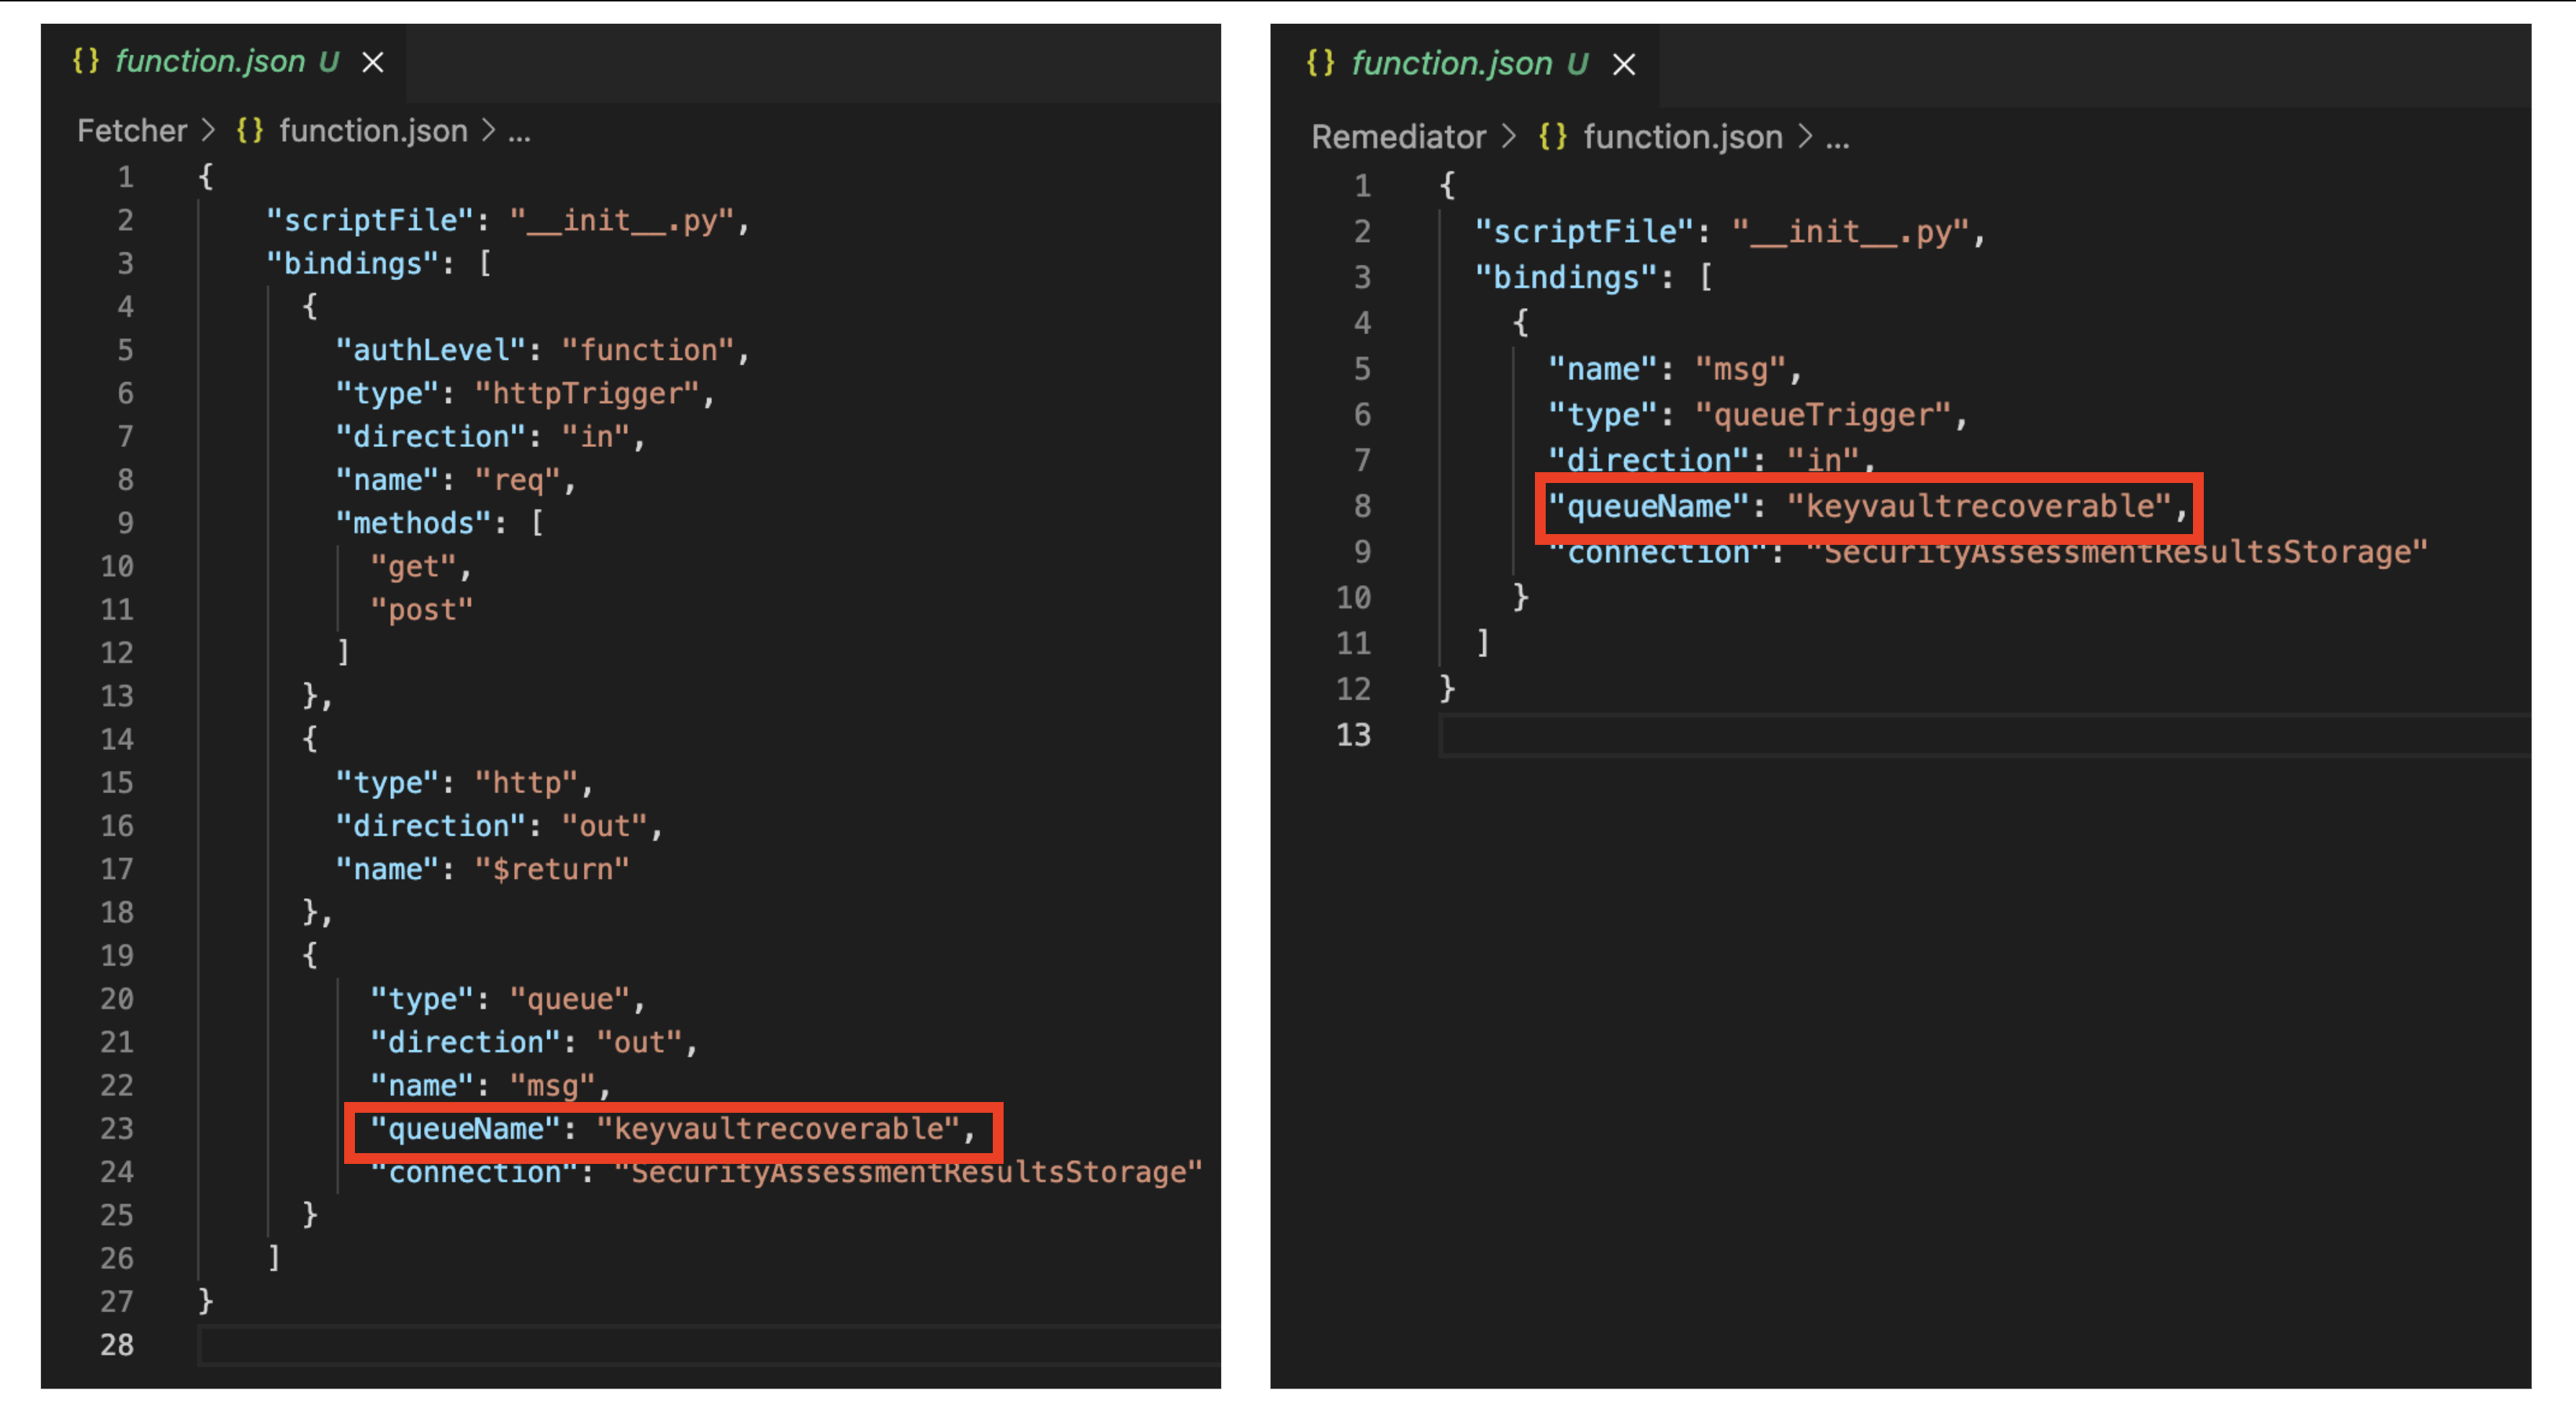 {} function.json U ×
Fetcher > {} function.json > ...
1 {
2 "scriptFile": "__init__.py",
3 "bindings": [
4 {
5 "authLevel": "function",
6 "type": "httpTrigger",
7 "direction": "in",
8 "name": "req",
9 "methods": [
10 "get",
11 "post"
12 ]
13 },
14 {
15 "type": "http",
16 "direction": "out",
17 "name": "$return"
18 },
19 {
20 "type": "queue",
21 "direction": "out",
22 "name": "msg",
23 "queueName": "keyvaultrecoverable",
24 "connection": "SecurityAssessmentResultsStorage"
25 }
26 ]
27 }
28
{} function.json U ×
Remediator > {} function.json > ...
1 {
2 "scriptFile": "__init__.py",
3 "bindings": [
4 {
5 "name": "msg",
6 "type": "queueTrigger",
7 "direction": "in",
8 "queueName": "keyvaultrecoverable",
9 "connection": "SecurityAssessmentResultsStorage"
10 }
11 ]
12 }
13